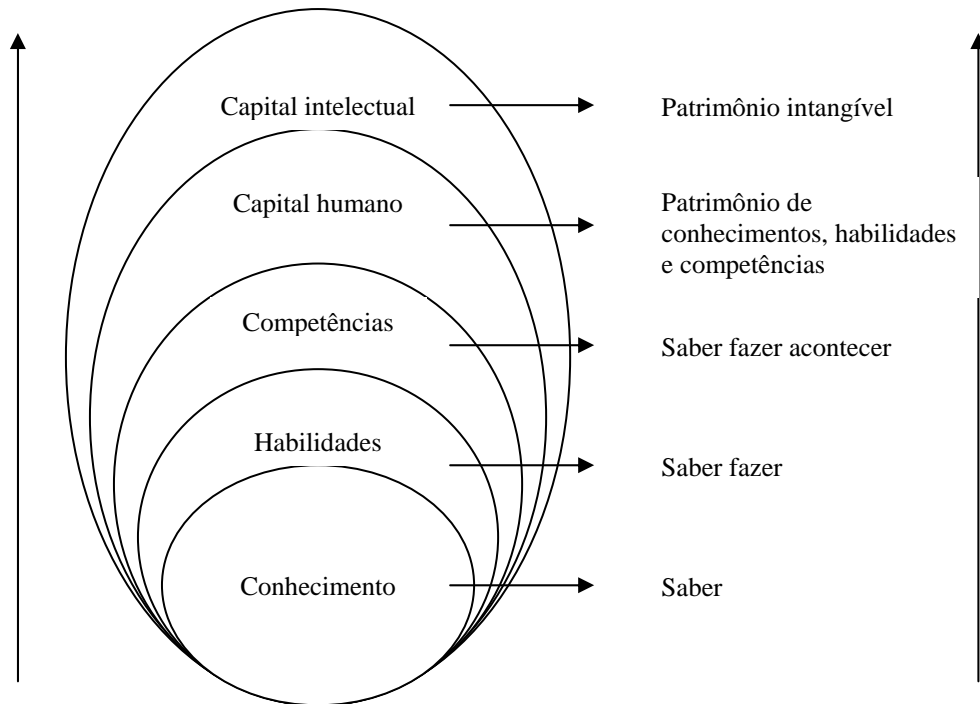 Capital intelectual
Patrimônio intangível
Capital humano
Patrimônio de
conhecimentos, habilidades
e competências
Competências
Saber fazer acontecer
Habilidades
Saber fazer
Conhecimento
Saber